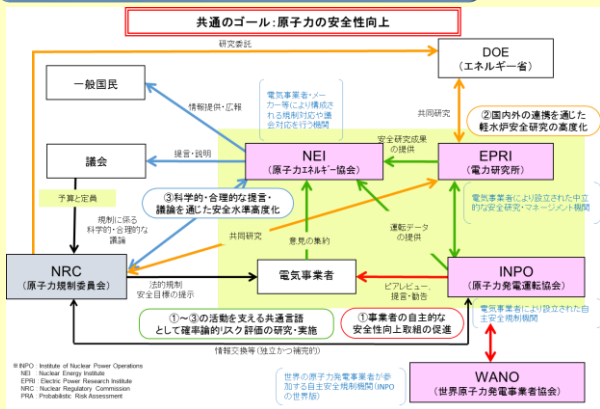 共通のゴール:原子力の安全性向上
研究委託
DOE
(エネルギー省)
一般国民
情報提供・広報
電気事業者・メー
カー等により構成さ
れる規制対応や議
会対応を行う機関
共同研究
②国内外の連携を通じた
軽水炉安全研究の高度化
安全研究成果
の提供
議会
提言・説明
NEI
(原子力エネルギー協会)
EPRI
(電力研究所)
予算と定員
③科学的・合理的な提言・
議論を通じた安全水準高度化
電気事業者により設立された中立
的な安全研究・マネージメント機関
規制に係る
科学的・合理的な
議論
共同研究
意見の集約
運転データ
の提供
NRC
(原子力規制委員会)
法的規制
安全目標の提示
電気事業者
ピアレビュー、
提言・勧告
INPO
(原子力発電運転協会)
①~③の活動を支える共通言語
として確率論的リスク評価の研究・実施
①事業者の自主的な
安全性向上取組の促進
電気事業者により設立された自
主安全規制機関
情報交換等(独立かつ補完的)
※INPO : Institute of Nuclear Power Operations
NEI : Nuclear Energy Institute
EPRI : Electric Power Research Institute
NRC : Nuclear Regulatory Commission
PRA : Probabilistic Risk Assessment
世界の原子力発電事業者が参
加する自主安全規制機関(INPO
の世界版)
WANO
(世界原子力発電事業者協会)